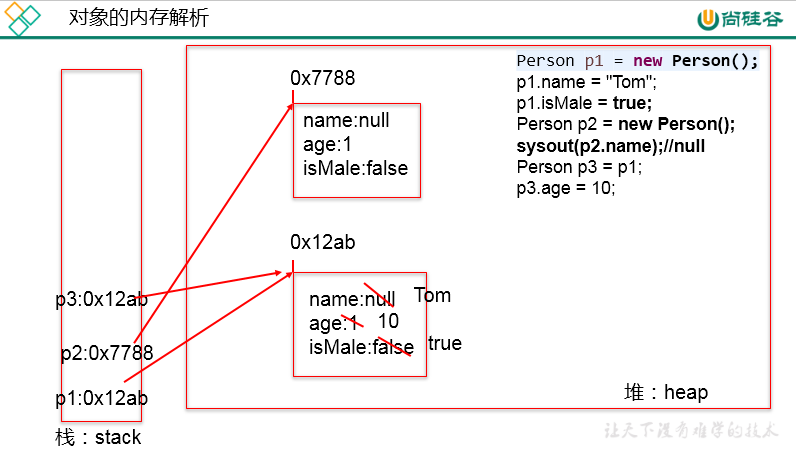 对象的内存解析
尚硅谷
0x7788
name:null
age:1
isMale:false
Person p1 = new Person();
p1.name = "Tom";
p1.isMale = true;
Person p2 = new Person();
sysout(p2.name);//null
Person p3 = p1;
p3.age = 10;
0x12ab
name:null Tom
age:1 10
isMale:false true
p3:0x12ab
p2:0x7788
p1:0x12ab
堆：heap
栈：stack
让天下没有难学的技术